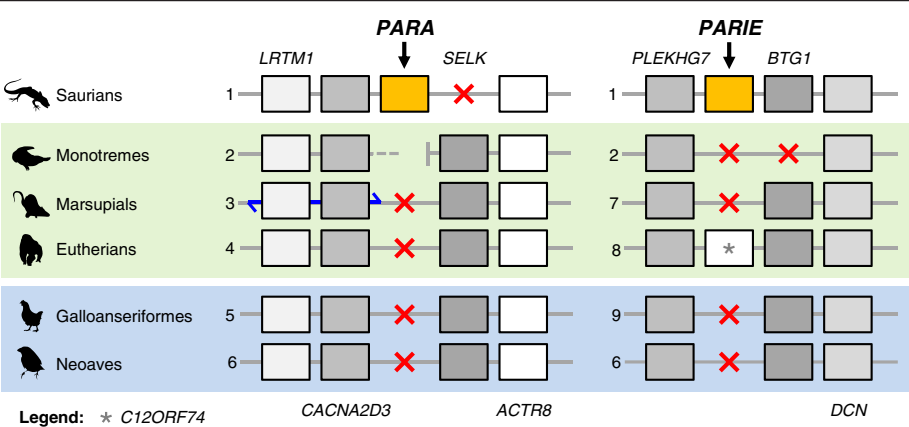 PARA PARIE
LRTM1 SELK PLEKHG7 BTG1
Saurians 1 1
Monotremes 2 2
Marsupials 3 7
Eutherians 4 8 *
Galloanseriformes 5 9
Neoaves 6 6
CACNA2D3 ACTR8 DCN
Legend: * C12ORF74